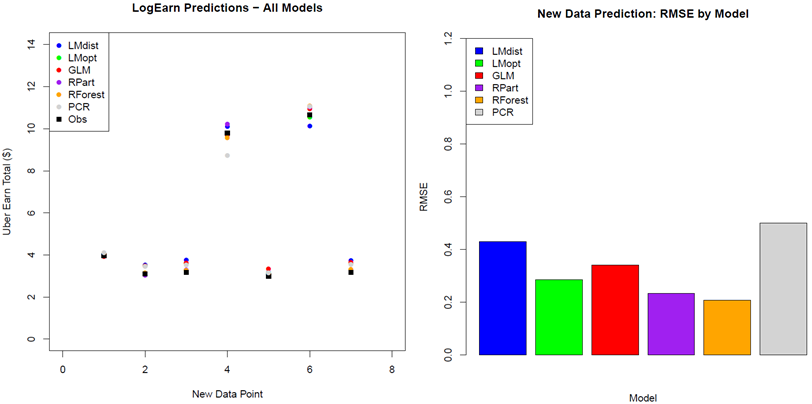 LogEarn Predictions − All Models
LMdist
LMopt
GLM
RPart
RForest
PCR
Obs
Uber Earn Total ($)
0
2
4
6
8
10
12
14
0
2
4
6
8
New Data Point
New Data Prediction: RMSE by Model
LMdist
LMopt
GLM
RPart
RForest
PCR
RMSE
0.0
0.2
0.4
0.6
0.8
1.0
1.2
Model